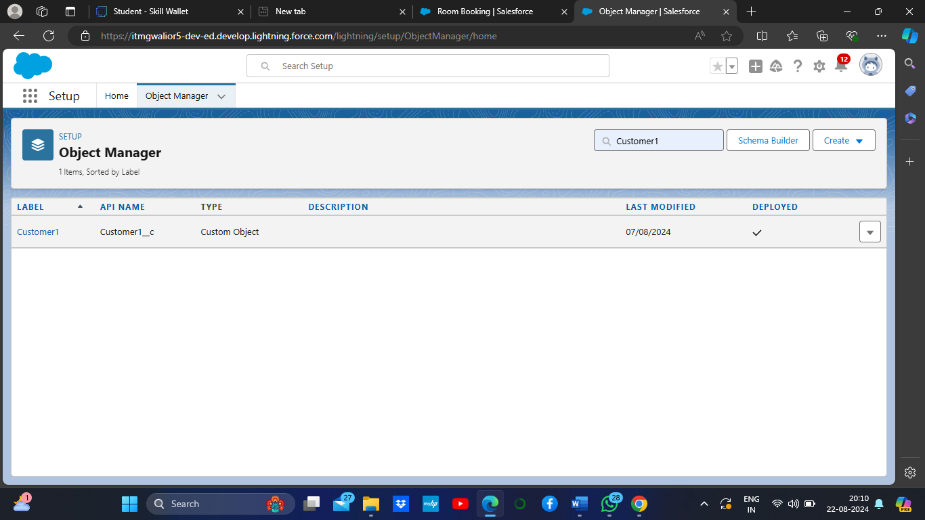 Student - Skill Wallet
New tab
Room Booking | Salesforce
Object Manager | Salesforce
https://itmgwalior5-dev-ed.develop.lightning.force.com/lightning/setup/ObjectManager/home
Search Setup
12
Setup
Home
Object Manager
SETUP
Object Manager
1 Items, Sorted by Label
Customer1
Schema Builder
Create
LABEL API NAME TYPE DESCRIPTION LAST MODIFIED DEPLOYED
Customer1 Customer1__c Custom Object 07/08/2024
1
Search
27
28
ENG
IN
20:10
22-08-2024